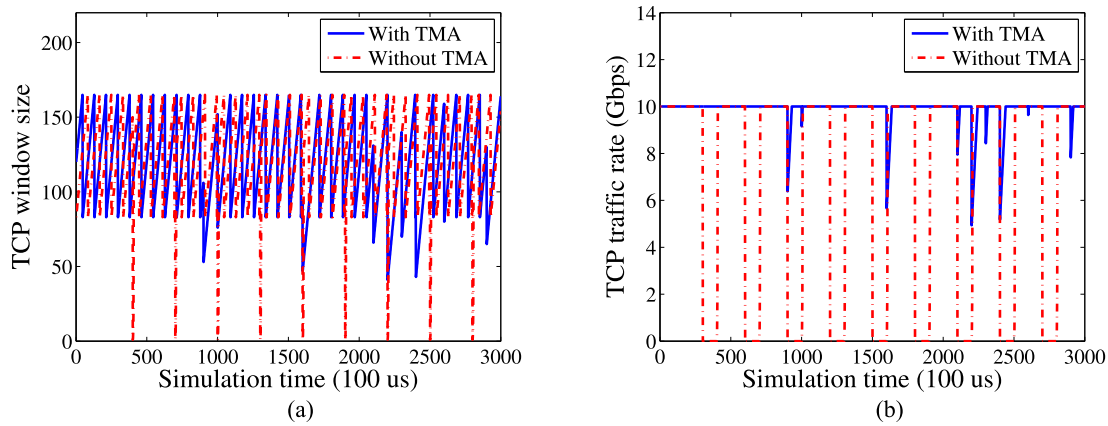 With TMA
Without TMA
200
150
100
50
0
TCP window size
0 500 1000 1500 2000 2500 3000
Simulation time (100 us)
(a)
With TMA
Without TMA
14
12
10
8
6
4
2
0
TCP traffic rate (Gbps)
0 500 1000 1500 2000 2500 3000
Simulation time (100 us)
(b)